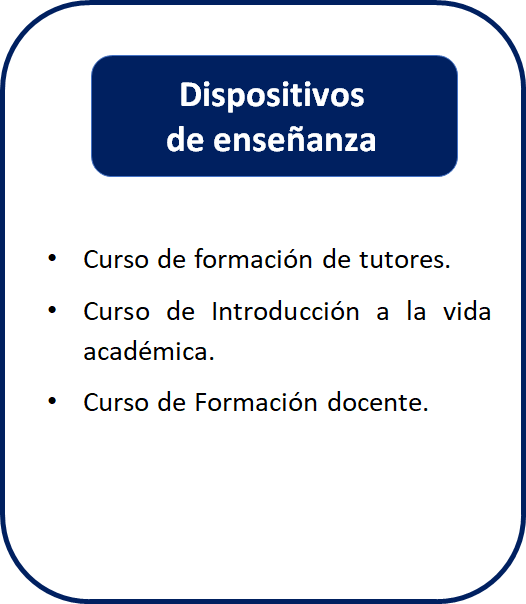 Dispositivos
de enseñanza
• Curso de formación de tutores.
• Curso de Introducción a la vida
académica.
• Curso de Formación docente.